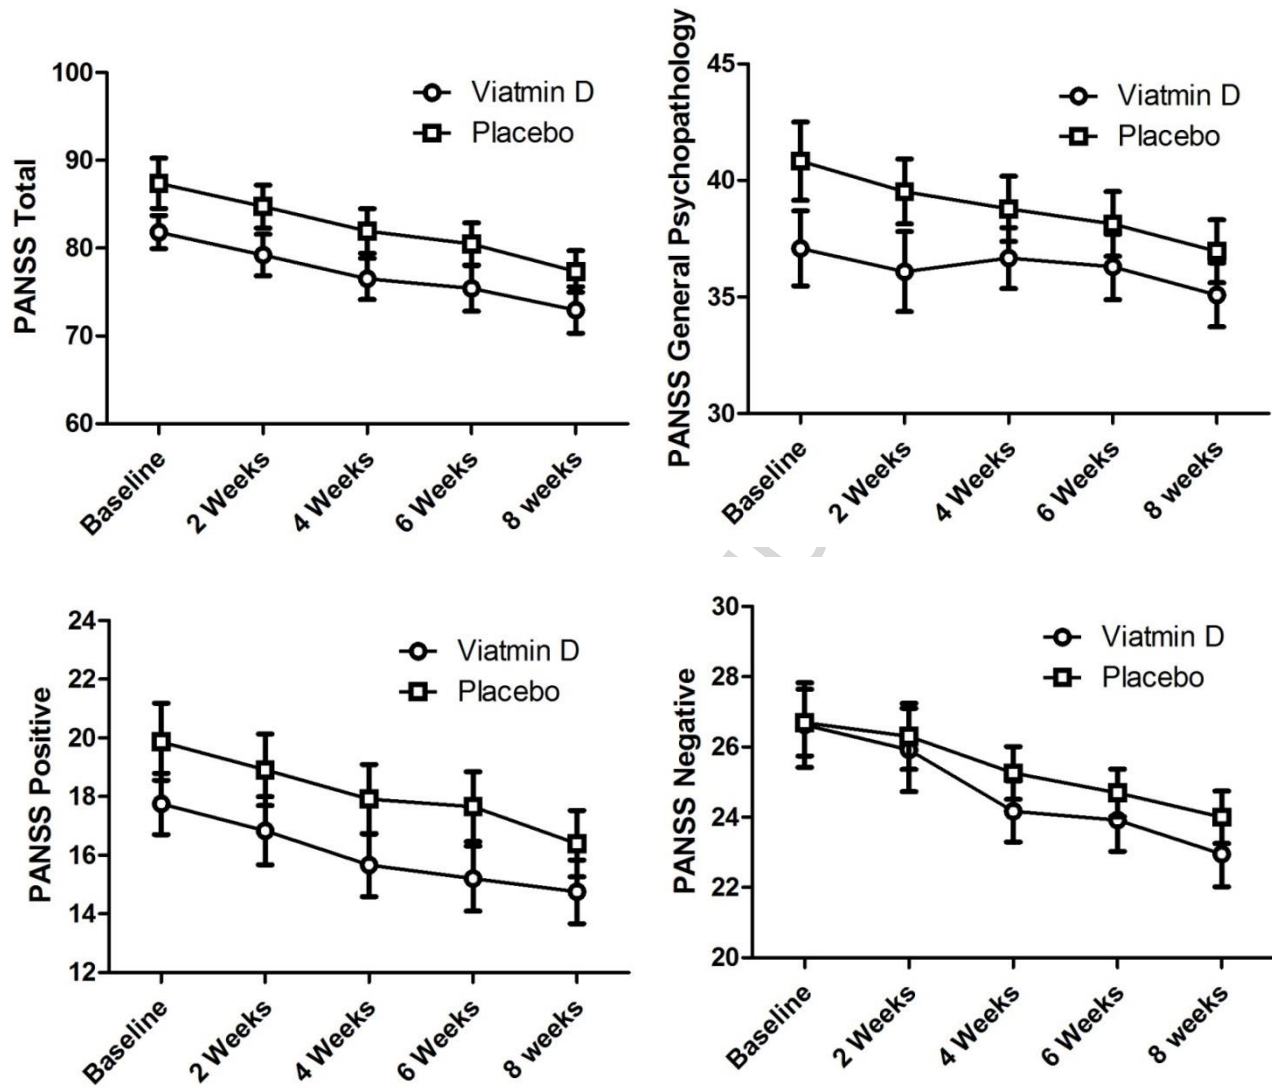 PANSS Total
100
90
80
70
60
Viatmin D
Placebo
Baseline
2 Weeks
4 Weeks
6 Weeks
8 weeks
PANSS General Psychopathology
45
40
35
30
Viatmin D
Placebo
Baseline
2 Weeks
4 Weeks
6 Weeks
8 weeks
PANSS Positive
24
22
20
18
16
14
12
Viatmin D
Placebo
Baseline
2 Weeks
4 Weeks
6 Weeks
8 weeks
PANSS Negative
30
28
26
24
22
20
Viatmin D
Placebo
Baseline
2 Weeks
4 Weeks
6 Weeks
8 weeks